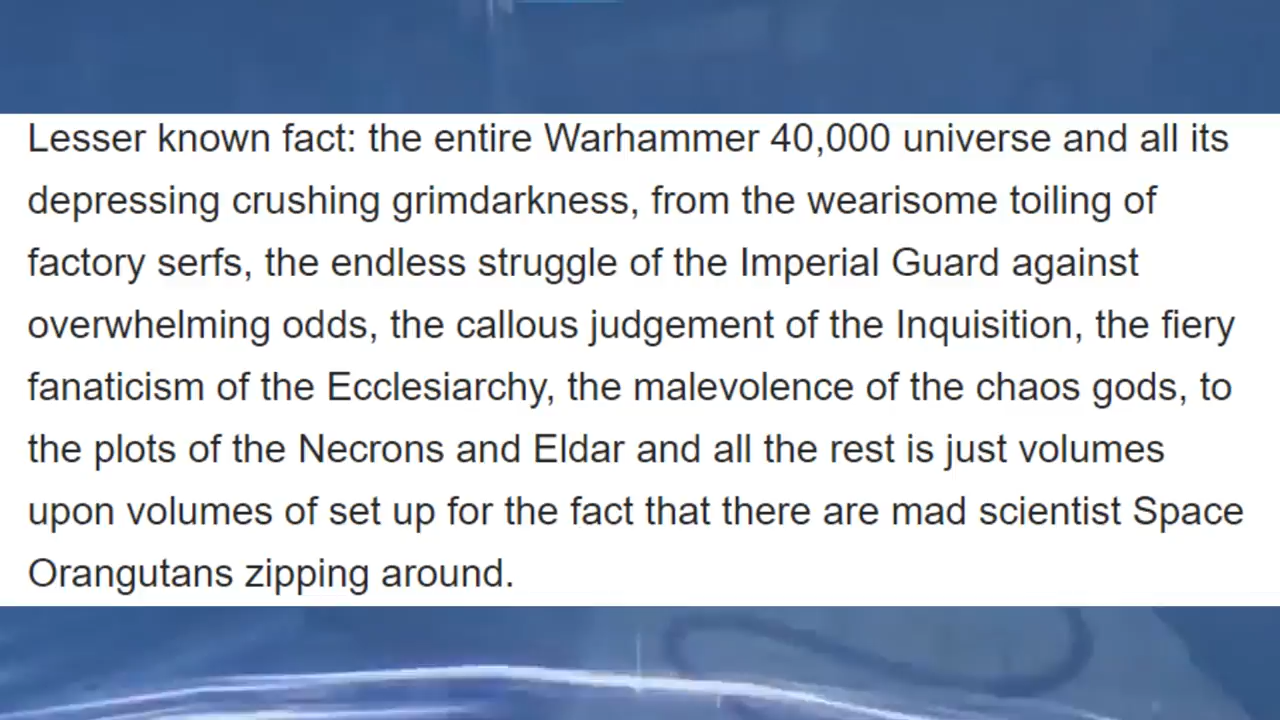 Lesser known fact: the entire Warhammer 40,000 universe and all its
depressing crushing grimdarkness, from the wearisome toiling of
factory serfs, the endless struggle of the Imperial Guard against
overwhelming odds, the callous judgement of the Inquisition, the fiery
fanaticism of the Ecclesiarchy, the malevolence of the chaos gods, to
the plots of the Necrons and Eldar and all the rest is just volumes
upon volumes of set up for the fact that there are mad scientist Space
Orangutans zipping around.